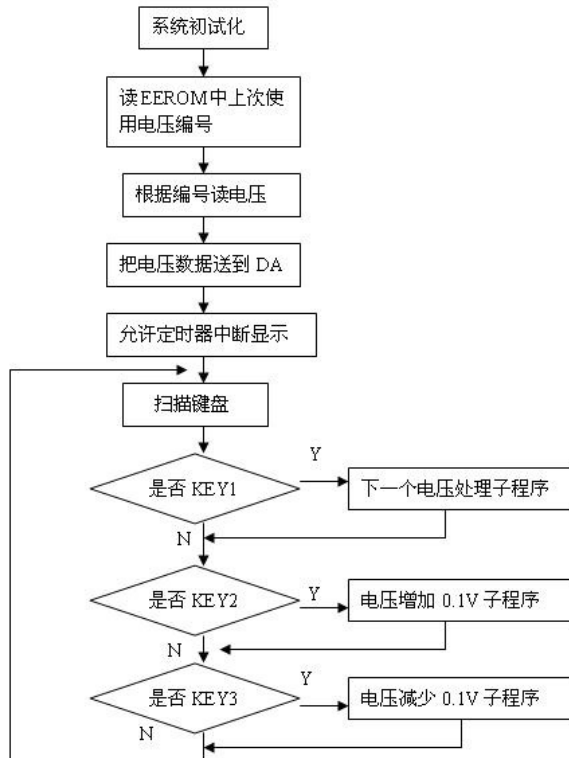 系统初试化
读EEROM中上次使
用电压编号
根据编号读电压
把电压数据送到 DA
允许定时器中断显示
扫描键盘
是否 KEY1
Y
下一个电压处理子程序
N
是否 KEY2
Y
电压增加 0.1V 子程序
N
是否 KEY3
Y
电压减少 0.1V 子程序
N